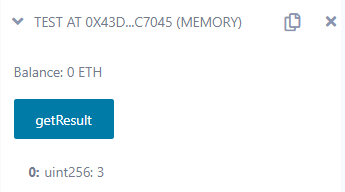 TEST AT 0X43D...C7045 (MEMORY)
Balance: 0 ETH
getResult
0: uint256: 3